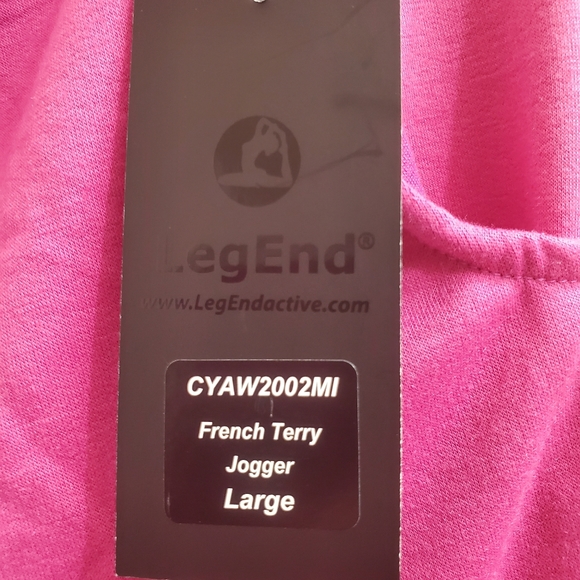 LegEnd®
www.LegEndactive.com
CYAW2002MI
French Terry
Jogger
Large